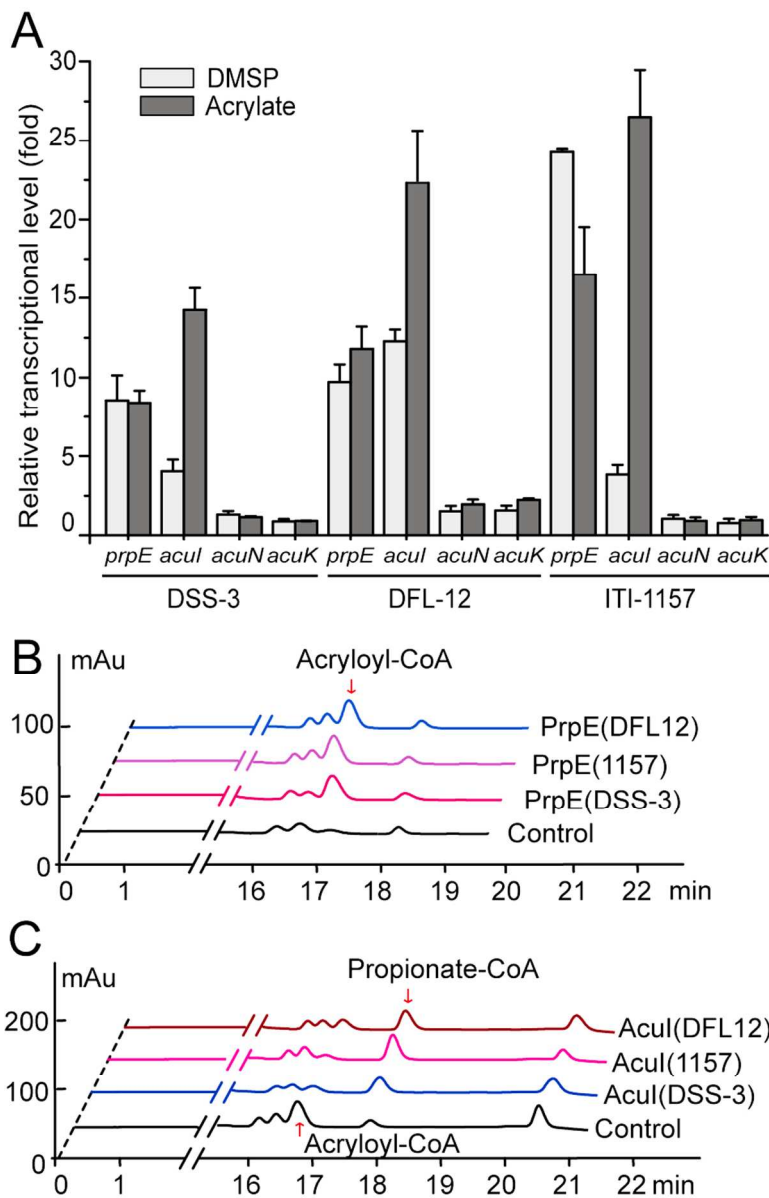 A
Relative transcriptional level (fold)
30
25
20
15
10
5
0
DMSP
Acrylate
prpE acuI acuN acuK prpE acuI acuN acuK prpE acuI acuN acuK
DSS-3 DFL-12 ITI-1157
B
mAu
Acryloyl-CoA
100
50
0
PrpE(DFL12)
PrpE(1157)
PrpE(DSS-3)
Control
0 1 16 17 18 19 20 21 22 min
C
mAu
Propionate-CoA
200
100
0
AcuI(DFL12)
AcuI(1157)
AcuI(DSS-3)
Control
Acryloyl-CoA
0 1 16 17 18 19 20 21 22 min